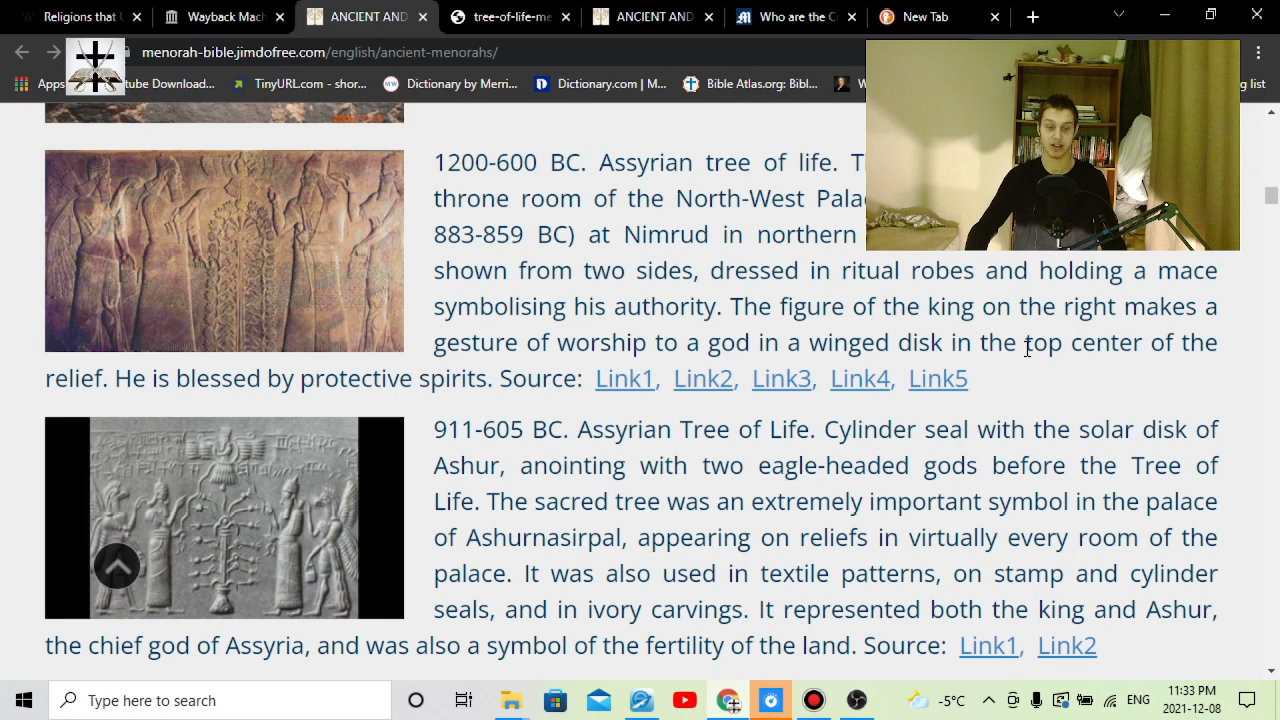 Religions that U
Wayback Mach
ANCIENT AND
tree-of-life-me
ANCIENT AND
Who are the C
New Tab
menorah-bible.jimdofree.com/english/ancient-menorahs/
Apps
tube Download...
TinyURL.com - shor...
Dictionary by Merri...
Dictionary.com | M...
Bible Atlas.org: Bibl...
W
g list
1200-600 BC. Assyrian tree of life. T
throne room of the North-West Pala
883-859 BC) at Nimrud in northern
shown from two sides, dressed in ritual robes and holding a mace
symbolising his authority. The figure of the king on the right makes a
gesture of worship to a god in a winged disk in the top center of the
relief. He is blessed by protective spirits. Source: Link1, Link2, Link3, Link4, Link5
911-605 BC. Assyrian Tree of Life. Cylinder seal with the solar disk of
Ashur, anointing with two eagle-headed gods before the Tree of
Life. The sacred tree was an extremely important symbol in the palace
of Ashurnasirpal, appearing on reliefs in virtually every room of the
palace. It was also used in textile patterns, on stamp and cylinder
seals, and in ivory carvings. It represented both the king and Ashur,
the chief god of Assyria, and was also a symbol of the fertility of the land. Source: Link1, Link2
Type here to search
-5°C
ENG
11:33 PM
2021-12-08